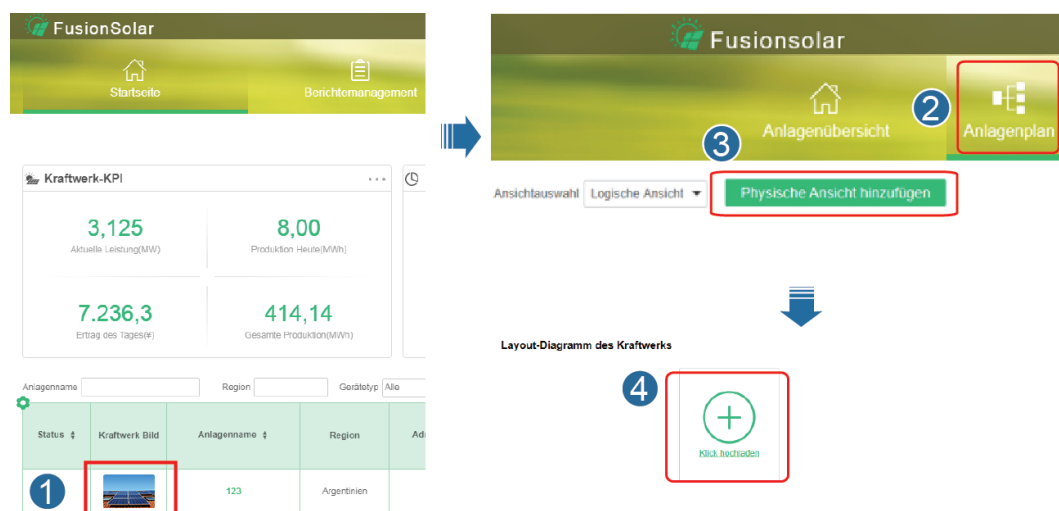 FusionSolar
Startseite
Berichtemanagement
Kraftwerk-KPI
3,125
8,00
Aktuelle Leistung(MW)
Produktion Heute(MWh)
7.236,3
414,14
Ertrag des Tages(¥)
Gesamte Produktion(MWh)
Anlagenname
Region
Gerätetyp Alle
Status
Kraftwerk Bild
Anlagenname
Region
1
123
Argentinien
Fusionsolar
2
Anlagenübersicht
Anlagenplan
3
Ansichtauswahl Logische Ansicht
Physische Ansicht hinzufügen
Layout-Diagramm des Kraftwerks
4
Klick hochladen